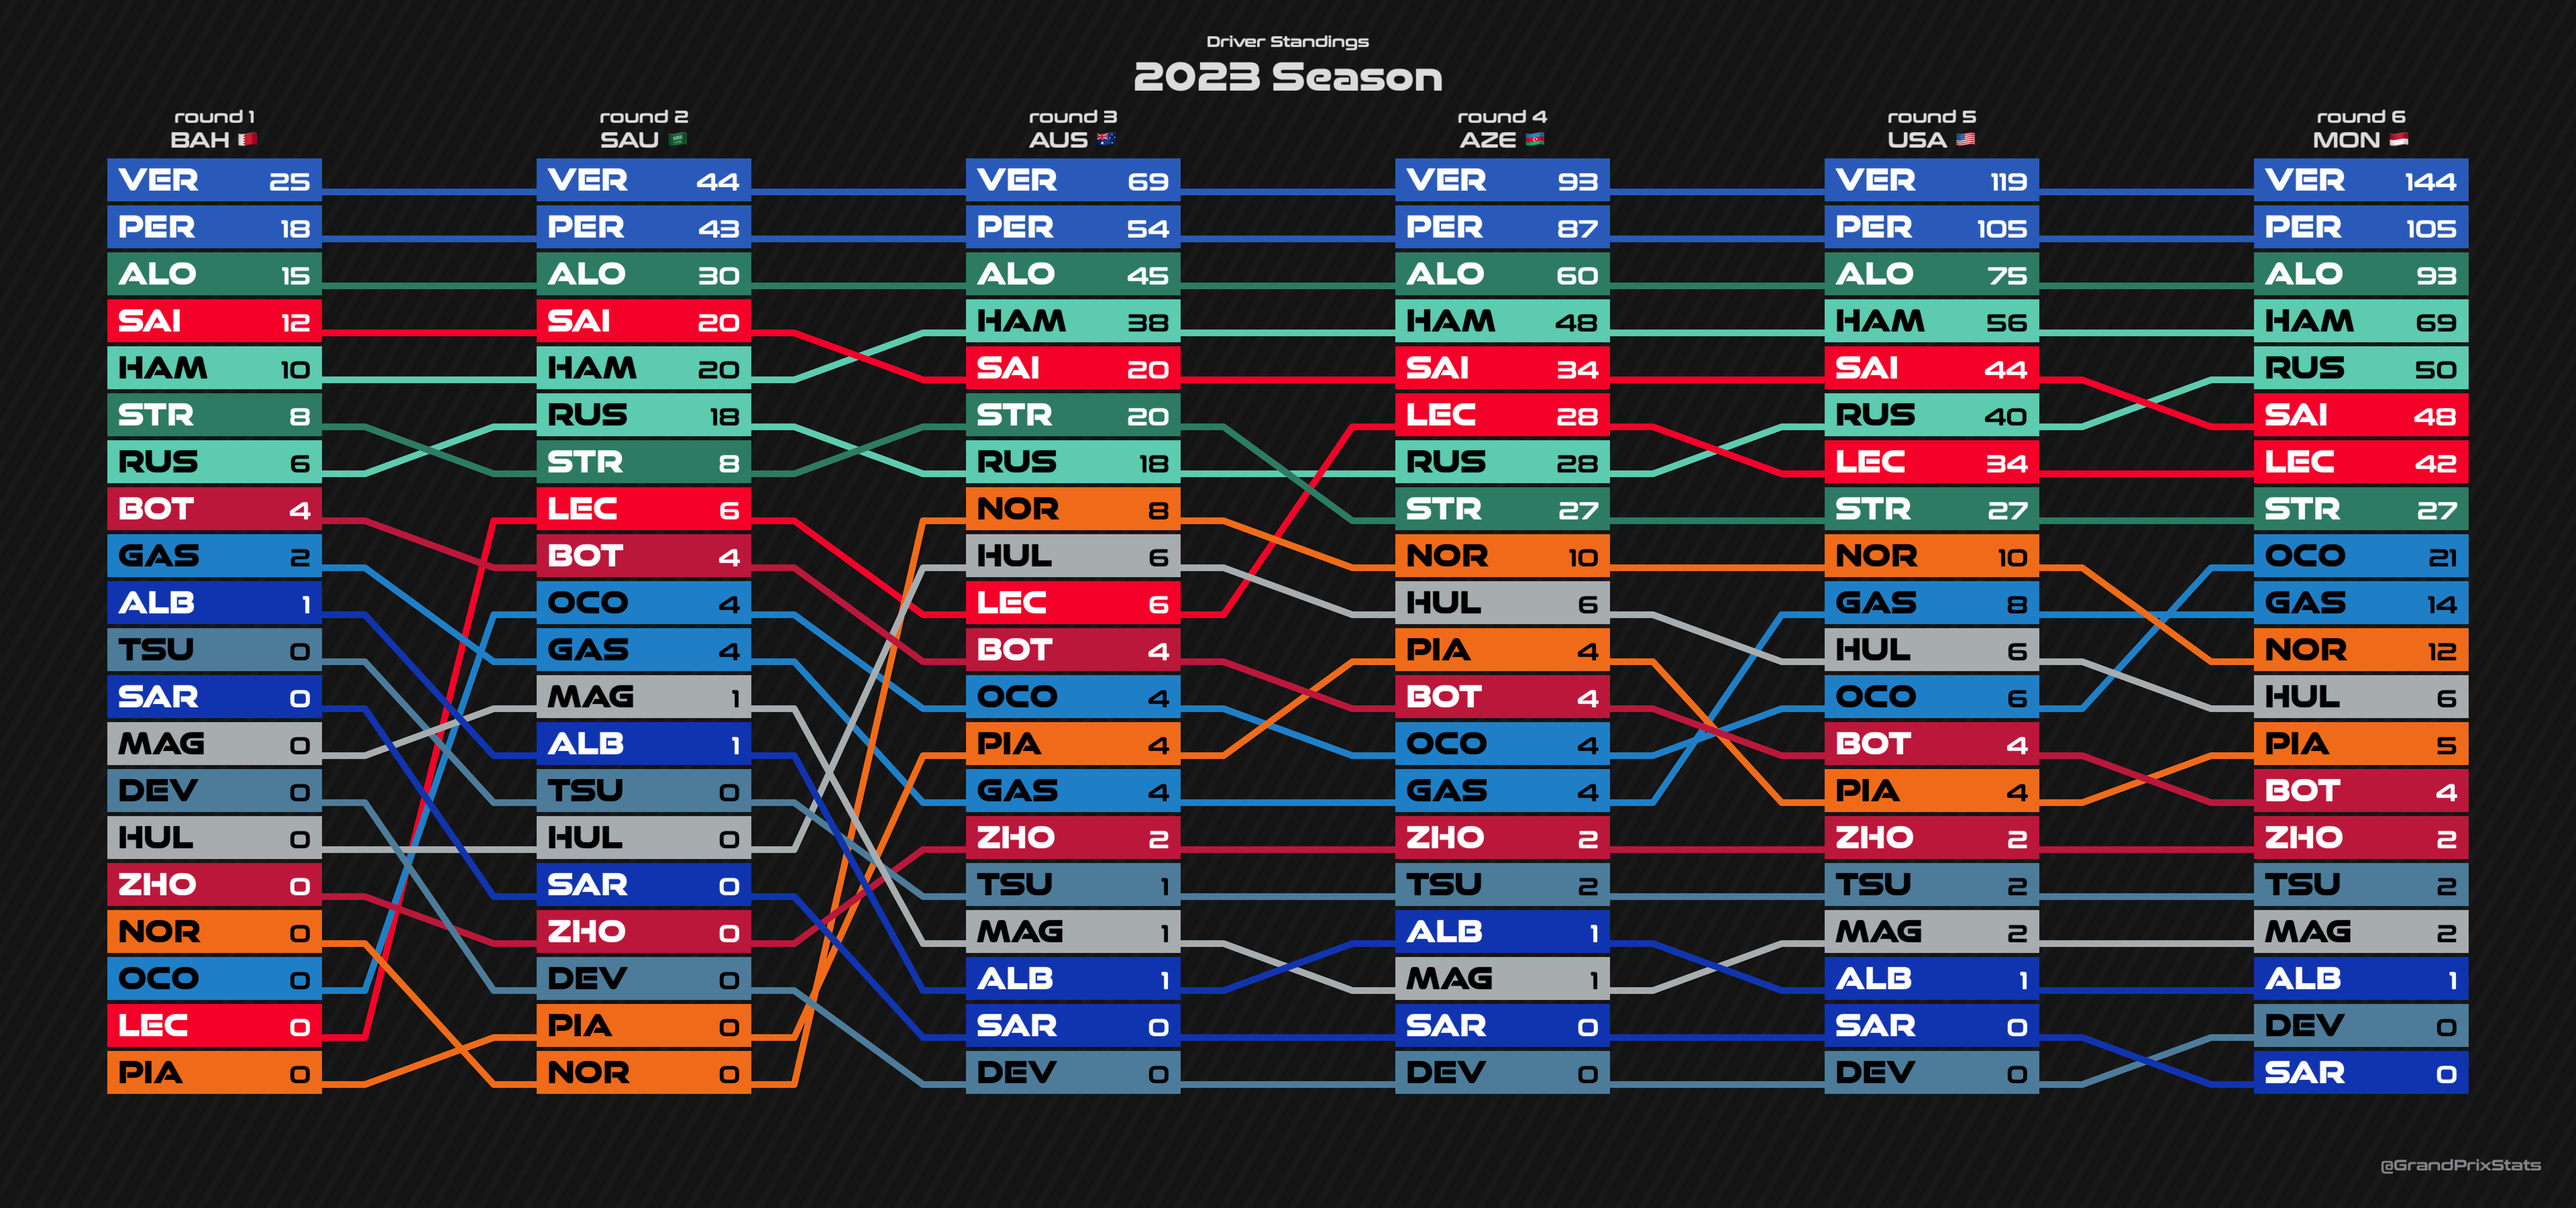 Driver Standings
2023 Season
round 1 round 2 round 3 round 4 round 5 round 6
BAH SAU AUS AZE USA MON
VER 25 VER 44 VER 69 VER 93 VER 119 VER 144
PER 18 PER 43 PER 54 PER 87 PER 105 PER 105
ALO 15 ALO 30 ALO 45 ALO 60 ALO 75 ALO 93
SAI 12 SAI 20 HAM 38 HAM 48 HAM 56 HAM 69
HAM 10 HAM 20 SAI 20 SAI 34 SAI 44 RUS 50
STR 8 RUS 18 STR 20 LEC 28 RUS 40 SAI 48
RUS 6 STR 8 RUS 18 RUS 28 LEC 34 LEC 42
BOT 4 LEC 6 NOR 8 STR 27 STR 27 STR 27
GAS 2 BOT 4 HUL 6 NOR 10 NOR 10 OCO 21
ALB 1 OCO 4 LEC 6 HUL 6 GAS 8 GAS 14
TSU 0 GAS 4 BOT 4 PIA 4 HUL 6 NOR 12
SAR 0 MAG 1 OCO 4 BOT 4 OCO 6 HUL 6
MAG 0 ALB 1 PIA 4 OCO 4 BOT 4 PIA 5
DEV 0 TSU 0 GAS 4 GAS 4 PIA 4 BOT 4
HUL 0 HUL 0 ZHO 2 ZHO 2 ZHO 2 ZHO 2
ZHO 0 SAR 0 TSU 1 TSU 2 TSU 2 TSU 2
NOR 0 ZHO 0 MAG 1 ALB 1 MAG 2 MAG 2
OCO 0 DEV 0 ALB 1 MAG 1 ALB 1 ALB 1
LEC 0 PIA 0 SAR 0 SAR 0 SAR 0 DEV 0
PIA 0 NOR 0 DEV 0 DEV 0 DEV 0 SAR 0
@GrandPrixStats